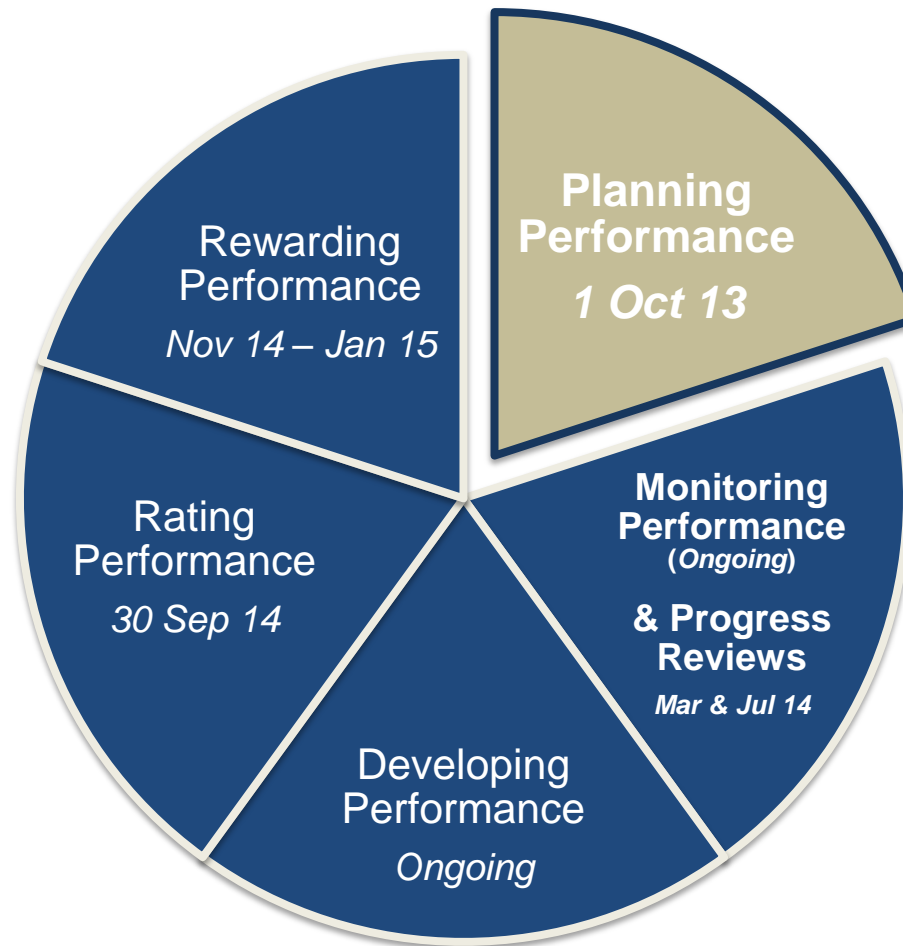 Planning
Performance
1 Oct 13
Monitoring
Performance
(Ongoing)
& Progress
Reviews
Mar & Jul 14
Developing
Performance
Ongoing
Rating
Performance
30 Sep 14
Rewarding
Performance
Nov 14 – Jan 15